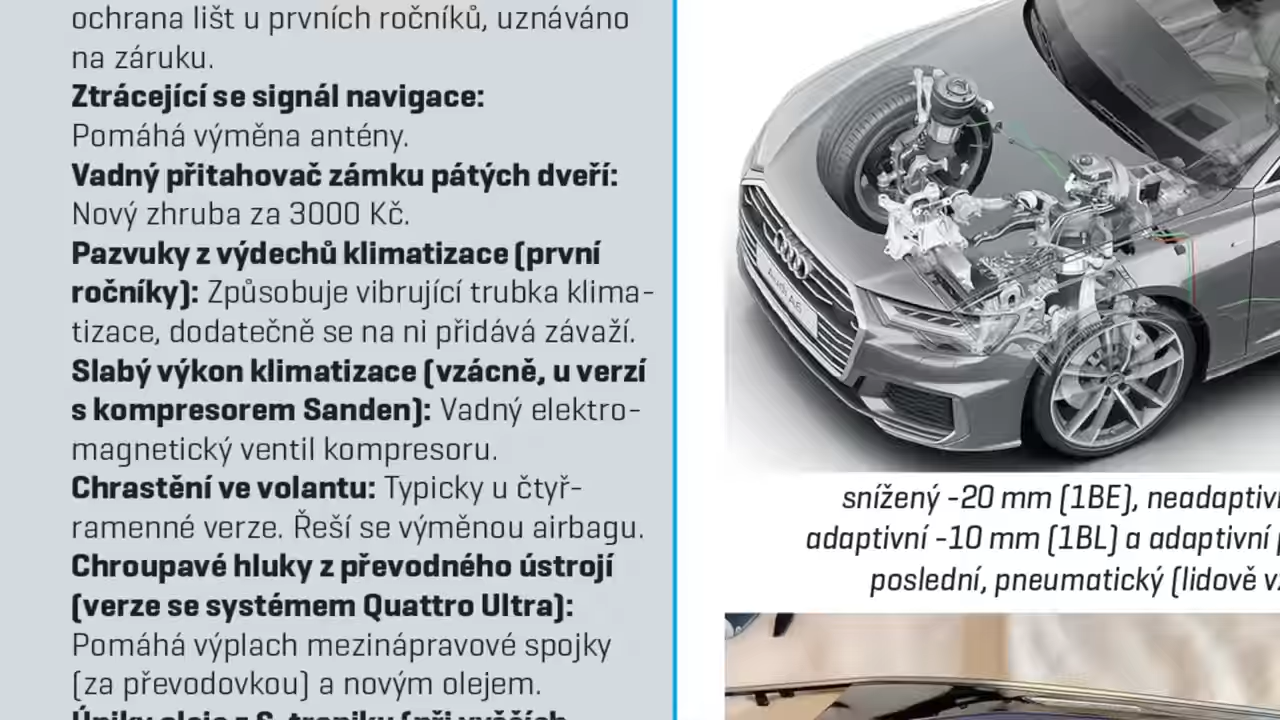 ochrana lišt u prvních ročníků, uznáváno
na záruku.
Ztrácející se signál navigace:
Pomáhá výměna antény.
Vadný přitahovač zámku pátých dveří:
Nový zhruba za 3000 Kč.
Pazvuky z výdechů klimatizace (první
ročníky): Způsobuje vibrující trubka klima-
tizace, dodatečně se na ni přidává závaží.
Slabý výkon klimatizace (vzácně, u verzí
s kompresorem Sanden): Vadný elektro-
magnetický ventil kompresoru.
Chrastění ve volantu: Typicky u čtyř-
ramenné verze. Řeší se výměnou airbagu.
Chroupavé hluky z převodného ústrojí
(verze se systémem Quattro Ultra):
Pomáhá výplach mezinápravové spojky
(za převodovkou) a novým olejem.
Audi A6
snížený -20 mm (1BE), neadaptivn
adaptivní -10 mm (1BL) a adaptivní
poslední, pneumatický (lidově